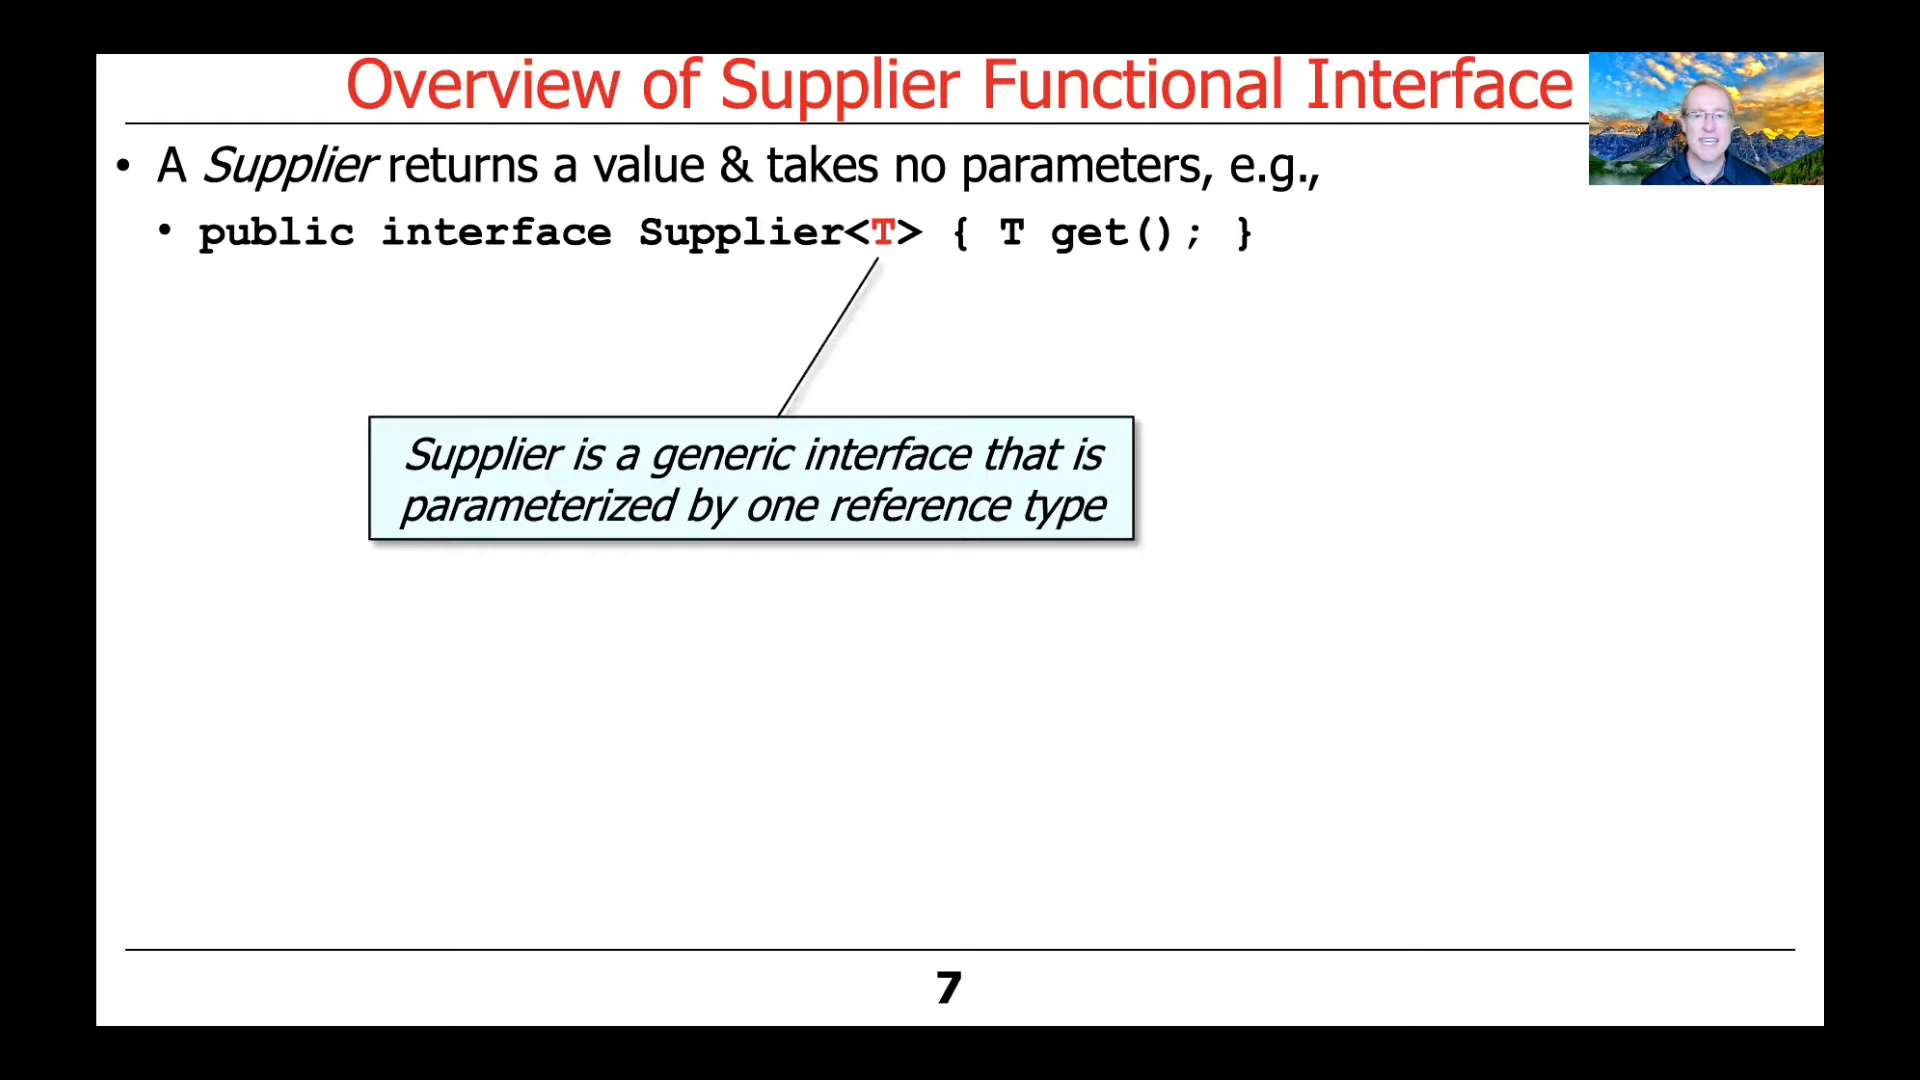 Overview of Supplier Functional Interface
• A Supplier returns a value & takes no parameters, e.g.,
• public interface Supplier<T> { T get(); }
Supplier is a generic interface that is
parameterized by one reference type
7